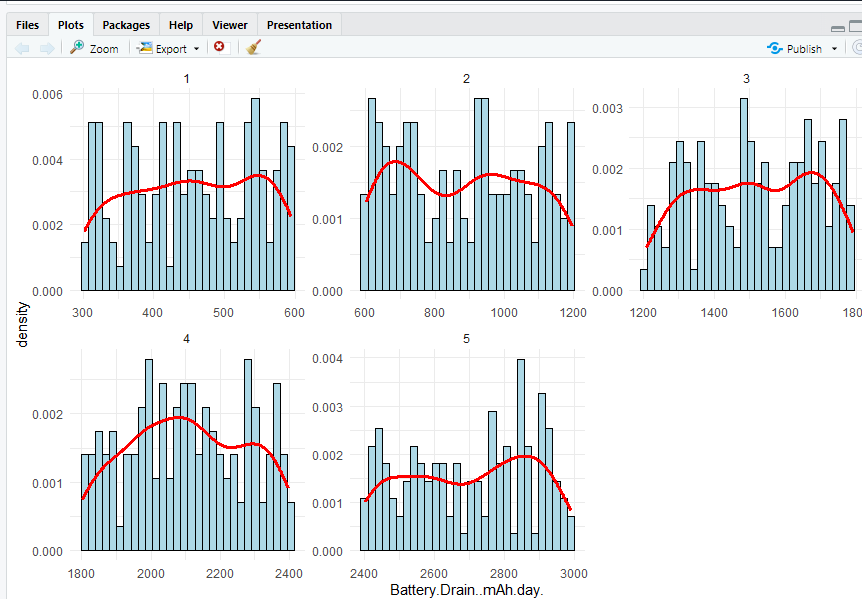 Files Plots Packages Help Viewer Presentation
Zoom Export Publish
1 2 3
0.006
0.004
0.002
0.000
300 400 500 600
0.002
0.001
0.000
600 800 1000 1200
0.003
0.002
0.001
0.000
1200 1400 1600 180
density
4 5
0.002
0.001
0.000
1800 2000 2200 2400
0.004
0.003
0.002
0.001
0.000
2400 2600 2800 3000
Battery.Drain..mAh.day.